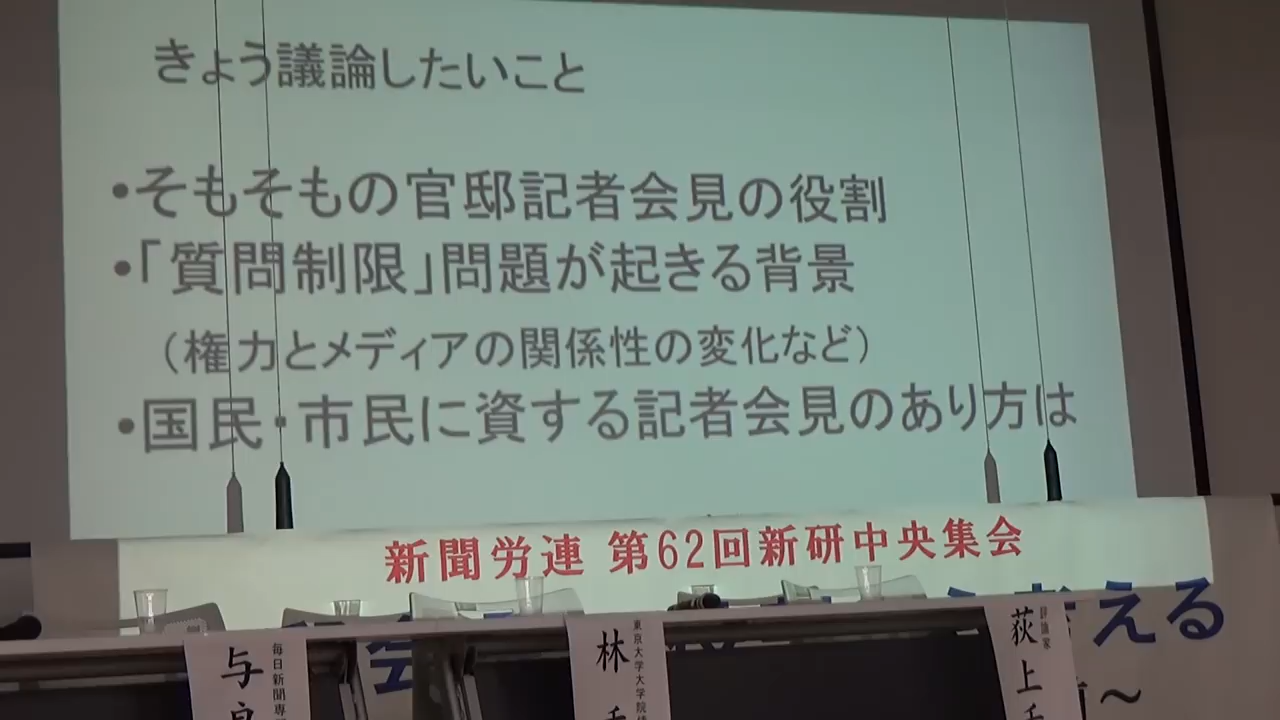 きょう議論したいこと
•そもそもの官邸記者会見の役割
•「質問制限」問題が起きる背景
（権力とメディアの関係性の変化など）
•国民・市民に資する記者会見のあり方は
新聞労連 第62回新研中央集会
会
える
～
毎日新聞専
与良
東京大学大学院
林
評論家
荻上チ